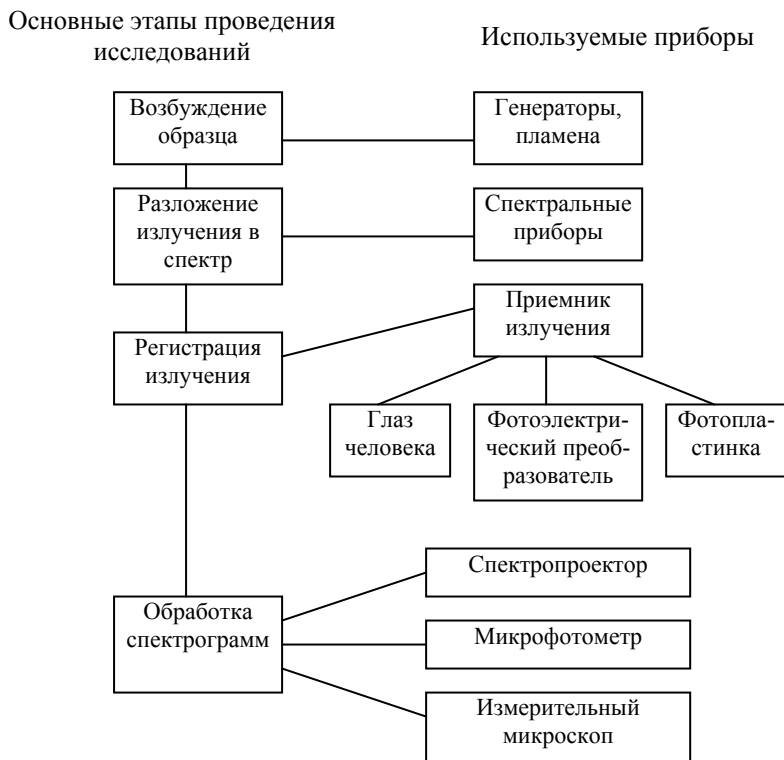 Основные этапы проведения
исследований
Используемые приборы
Возбуждение
образца
Генераторы,
пламена
Разложение
излучения в
спектр
Спектральные
приборы
Приемник
излучения
Регистрация
излучения
Глаз
человека
Фотоэлектри-
ческий преоб-
разователь
Фотопла-
стинка
Спектропроектор
Обработка
спектрограмм
Микрофотометр
Измерительный
микроскоп